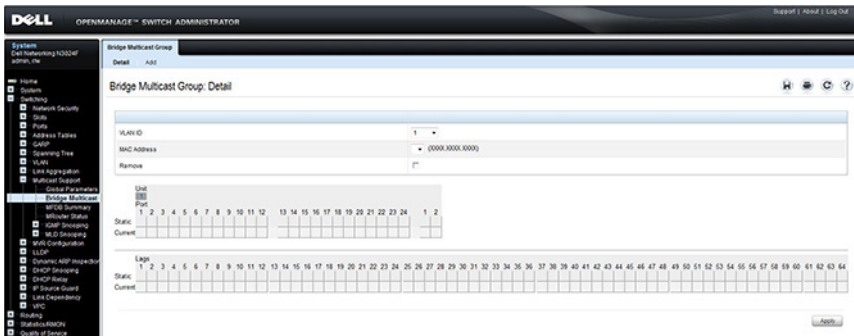 Support | About | Log Out
DELL OPENMANAGE™ SWITCH ADMINISTRATOR
System
Dell Networking N3024F
admin, r/w
Home
System
Switching
Network Security
Slots
Ports
Address Tables
GARP
Spanning Tree
VLAN
Link Aggregation
Multicast Support
Global Parameters
Bridge Multicast
MFDB Summary
MRouter Status
IGMP Snooping
MLD Snooping
MVR Configuration
LLDP
Dynamic ARP Inspection
DHCP Snooping
DHCP Relay
IP Source Guard
Link Dependency
VPC
Routing
Statistics/RMON
Quality of Service
Bridge Multicast Group
Detail Add
Bridge Multicast Group: Detail
VLAN ID 1
MAC Address (XXXX.XXXX.XXXX)
Remove
Unit
1
Port
1 2 3 4 5 6 7 8 9 10 11 12 13 14 15 16 17 18 19 20 21 22 23 24 1 2
Static
Current
Lags
1 2 3 4 5 6 7 8 9 10 11 12 13 14 15 16 17 18 19 20 21 22 23 24 25 26 27 28 29 30 31 32 33 34 35 36 37 38 39 40 41 42 43 44 45 46 47 48 49 50 51 52 53 54 55 56 57 58 59 60 61 62 63 64
Static
Current
Apply